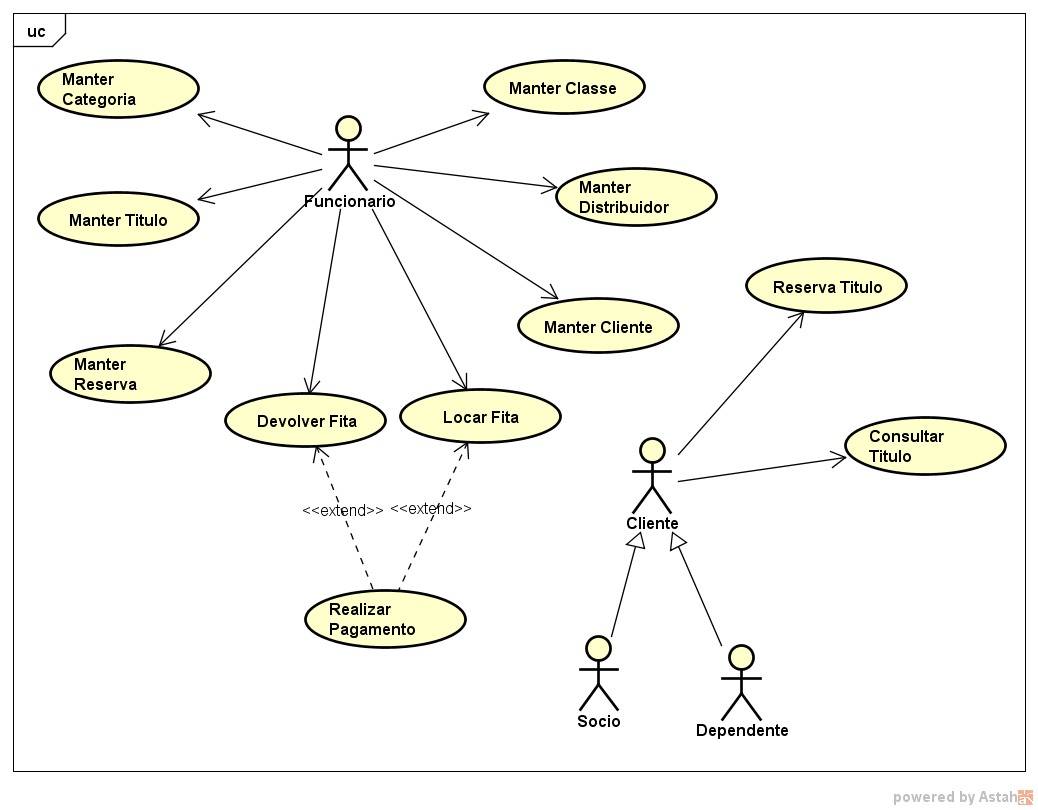 uc
Manter
Categoria
Manter Classe
Funcionario
Manter Titulo
Manter
Distribuidor
Reserva Titulo
Manter Cliente
Manter
Reserva
Devolver Fita
Locar Fita
Consultar
Titulo
<<extend>>
<<extend>>
Cliente
Realizar
Pagamento
Socio
Dependente
powered by Astah